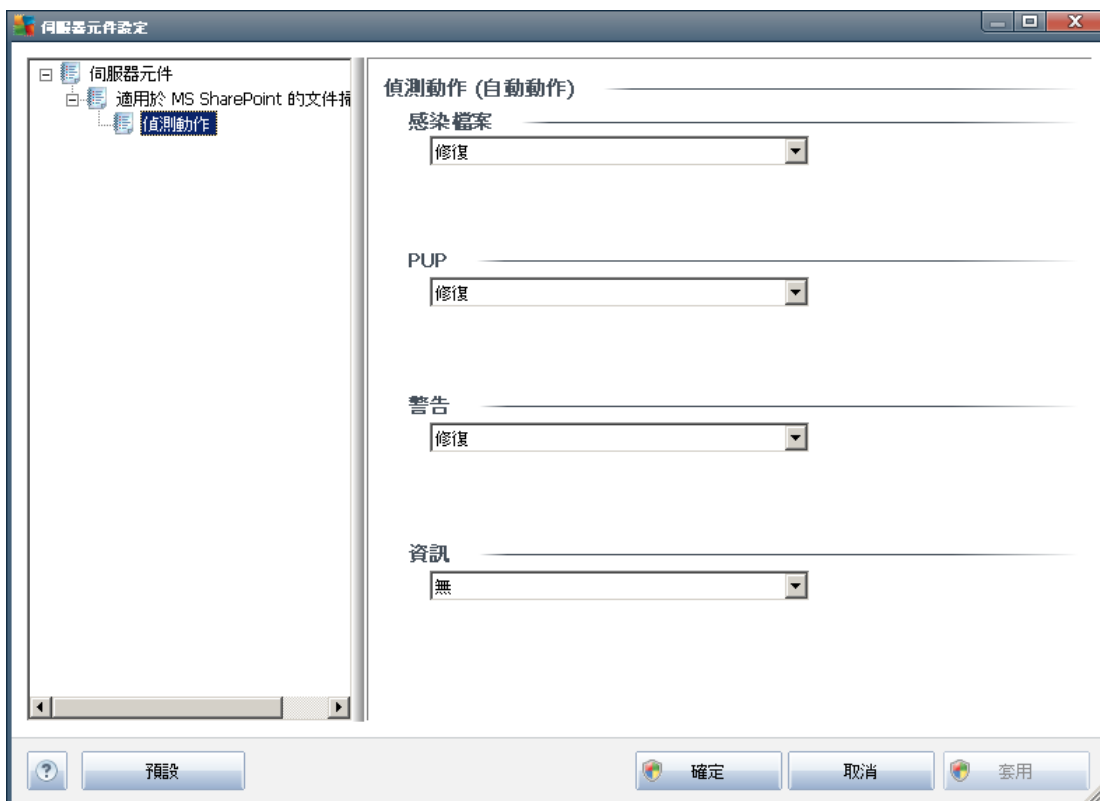 伺服器元件設定
伺服器元件
適用於 MS SharePoint 的文件掃
偵測動作
偵測動作 (自動動作)
感染檔案
修復
PUP
修復
警告
修復
資訊
無
?
預設
確定
取消
套用